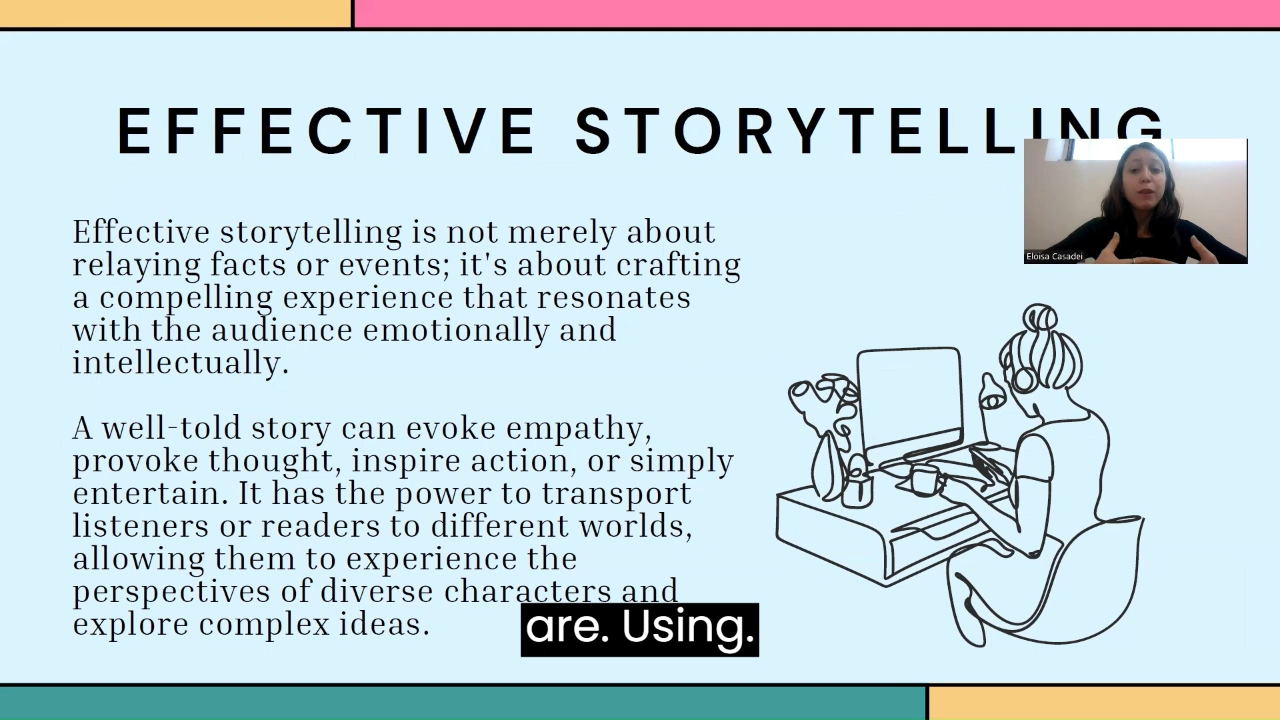 EFFECTIVE STORYTELLING
Eloisa Casadei
Effective storytelling is not merely about
relaying facts or events; it's about crafting
a compelling experience that resonates
with the audience emotionally and
intellectually.
A well-told story can evoke empathy,
provoke thought, inspire action, or simply
entertain. It has the power to transport
listeners or readers to different worlds,
allowing them to experience the
perspectives of diverse characters and
explore complex ideas.
are. Using.